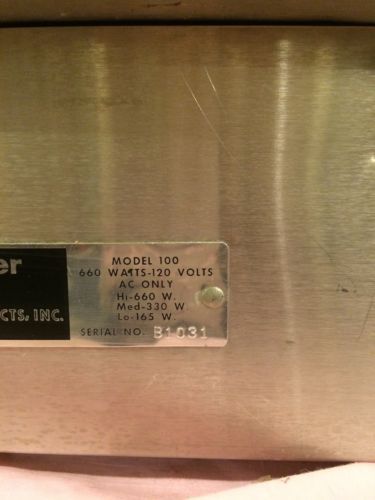 er
CTS, INC.
MODEL 100
660 WATTS-120 VOLTS
AC ONLY
Hi-660 W.
Med-330 W.
Lo-165 W.
SERIAL NO. B1031